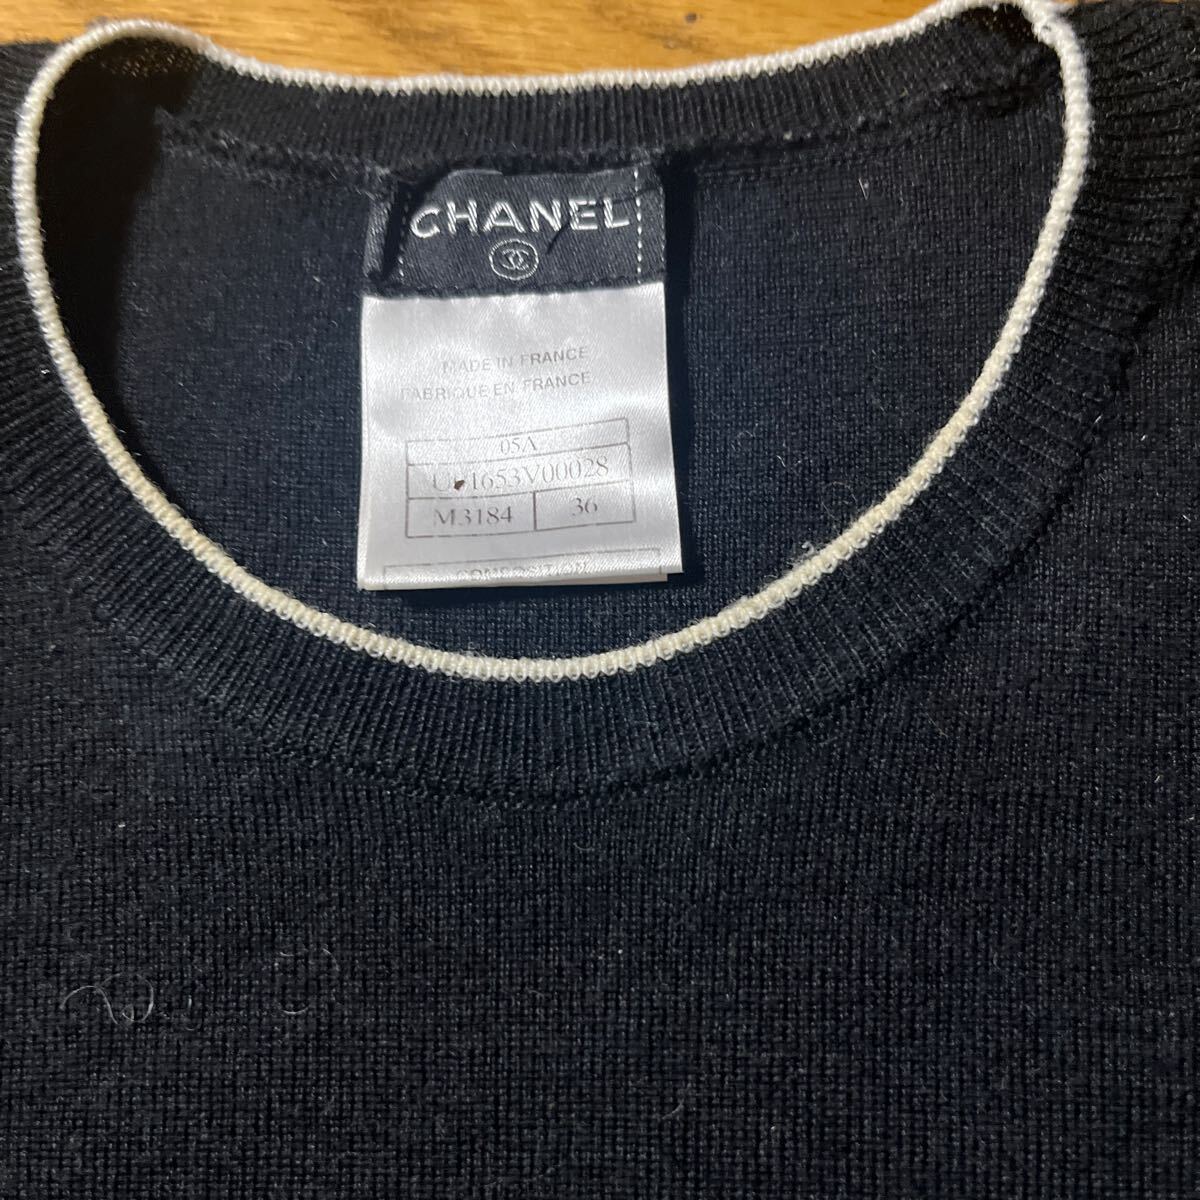 CHANEL
MADE IN FRANCE
FABRIQUE EN FRANCE
05A
1653V00028
M3184 36